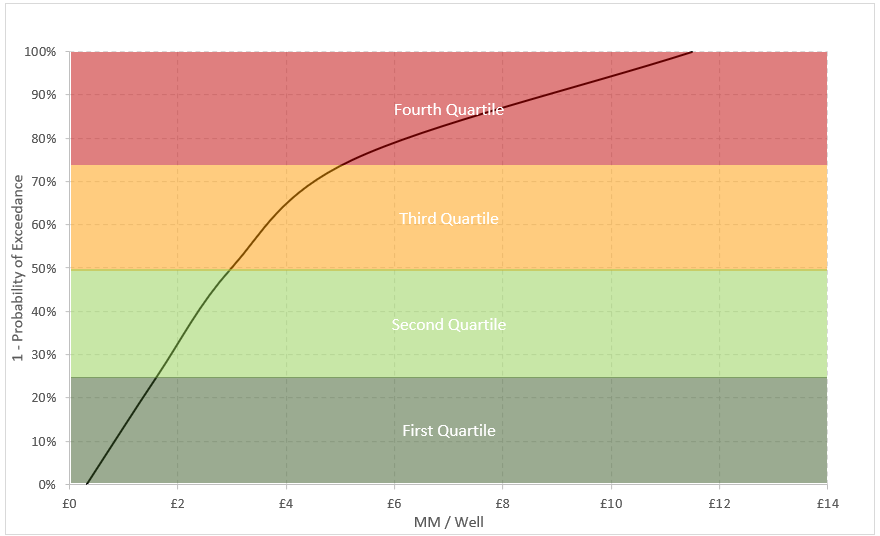 100%
90%
80%
70%
60%
50%
40%
30%
20%
10%
0%
1 - Probability of Exceedance
Fourth Quartile
Third Quartile
Second Quartile
First Quartile
£0 £2 £4 £6 £8 £10 £12 £14
MM / Well